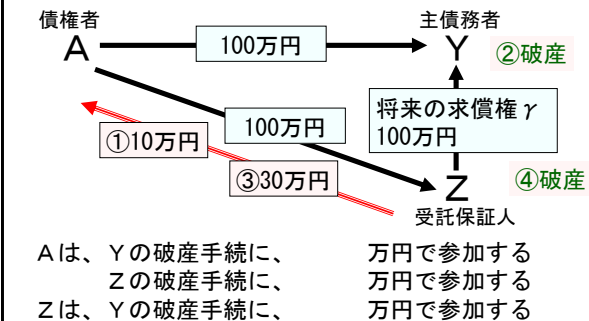 債権者
主債務者
A
100万円
Y
②破産
将来の求償権γ
100万円
100万円
①10万円
③30万円
Z
④破産
受託保証人
Aは、Yの破産手続に、　　　万円で参加する
Zの破産手続に、　　　万円で参加する
Zは、Yの破産手続に、　　　万円で参加する